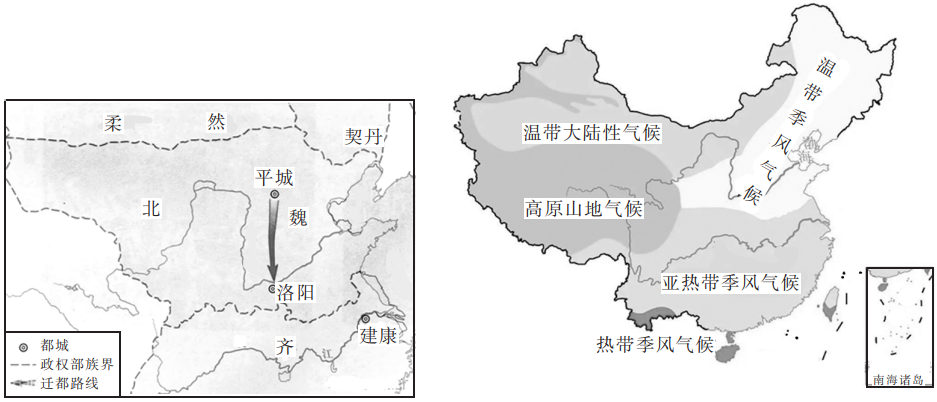 柔然
契丹
平城
北魏
洛阳
建康
齐
江
都城
政权部族界
迁都路线
温带季风气候
温带大陆性气候
渤海
高原山地气候
亚热带季风气候
热带季风气候
南海诸岛